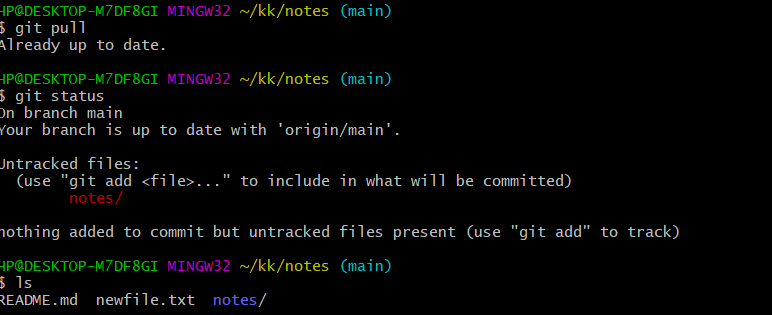 HP@DESKTOP-M7DF8GI MINGW32 ~/kk/notes (main)
$ git pull
Already up to date.
HP@DESKTOP-M7DF8GI MINGW32 ~/kk/notes (main)
$ git status
On branch main
Your branch is up to date with 'origin/main'.
Untracked files:
(use "git add <file>..." to include in what will be committed)
notes/
nothing added to commit but untracked files present (use "git add" to track)
HP@DESKTOP-M7DF8GI MINGW32 ~/kk/notes (main)
$ ls
README.md newfile.txt notes/